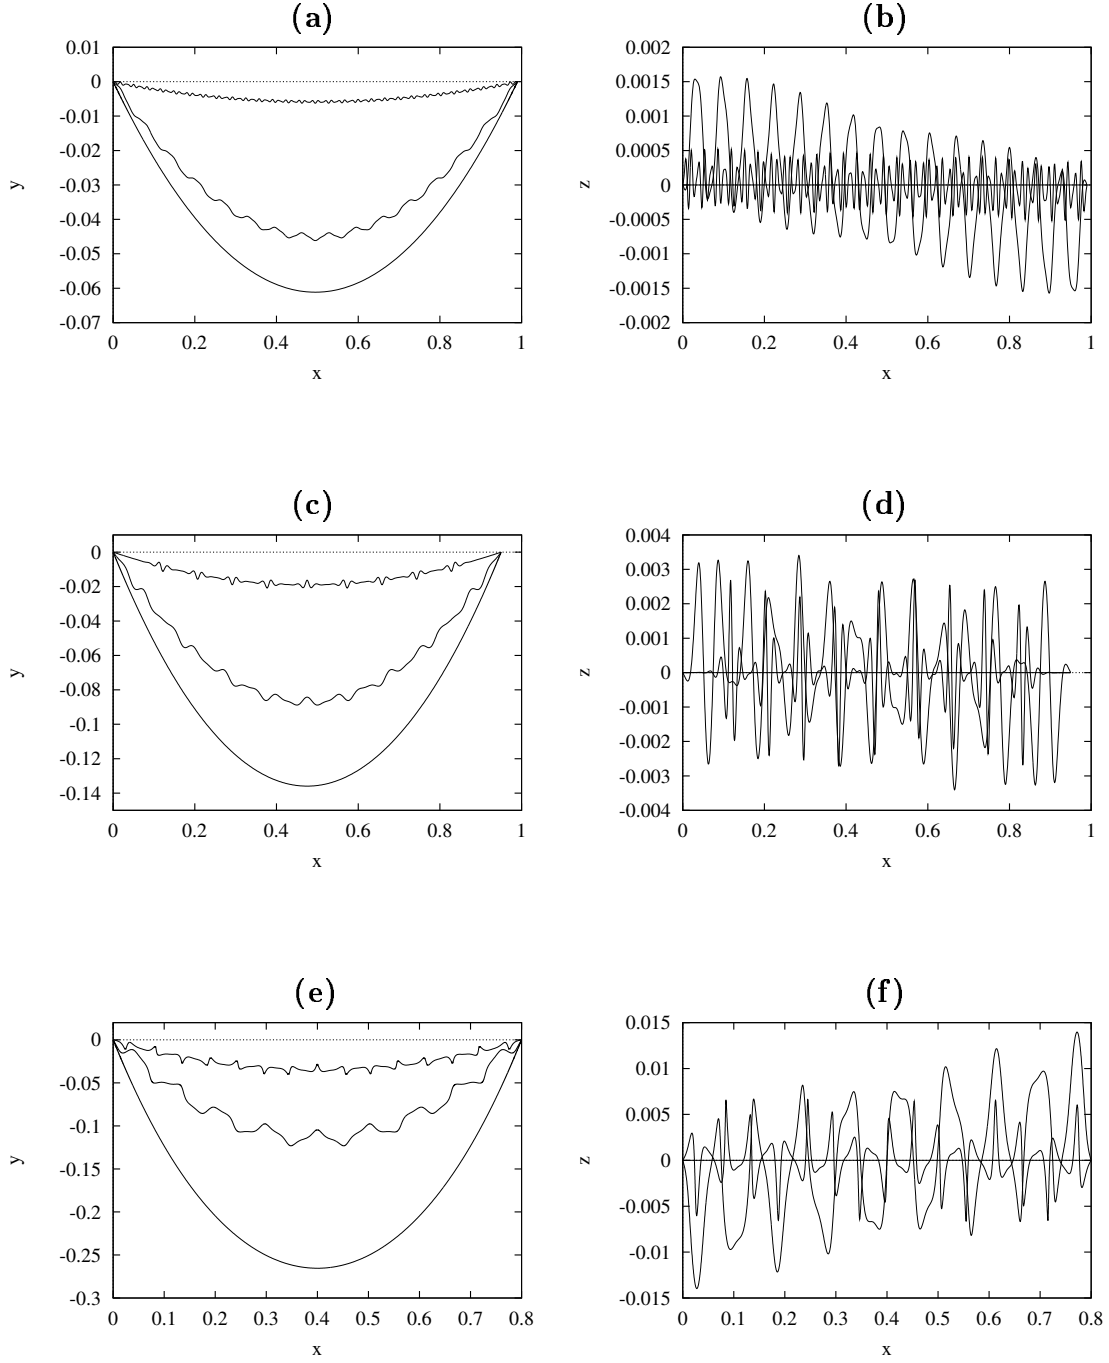 (a)
0.01
0
-0.01
-0.02
-0.03
-0.04
-0.05
-0.06
-0.07
y
0 0.2 0.4 0.6 0.8 1
x
(b)
0.002
0.0015
0.001
0.0005
0
-0.0005
-0.001
-0.0015
-0.002
z
0 0.2 0.4 0.6 0.8 1
x
(c)
0
-0.02
-0.04
-0.06
-0.08
-0.1
-0.12
-0.14
y
0 0.2 0.4 0.6 0.8 1
x
(d)
0.004
0.003
0.002
0.001
0
-0.001
-0.002
-0.003
-0.004
z
0 0.2 0.4 0.6 0.8 1
x
(e)
0
-0.05
-0.1
-0.15
-0.2
-0.25
-0.3
y
0 0.1 0.2 0.3 0.4 0.5 0.6 0.7 0.8
x
(f)
0.015
0.01
0.005
0
-0.005
-0.01
-0.015
z
0 0.1 0.2 0.3 0.4 0.5 0.6 0.7 0.8
x